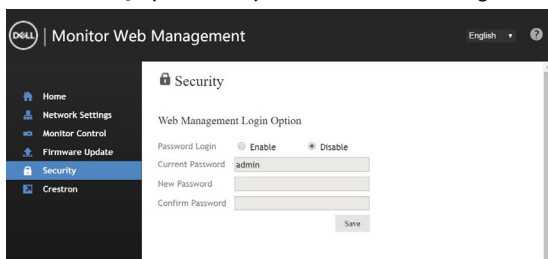 DELL | Monitor Web Management
English
?
Home
Network Settings
Monitor Control
Firmware Update
Security
Crestron
Security
Web Management Login Option
Password Login Enable Disable
Current Password admin
New Password
Confirm Password
Save